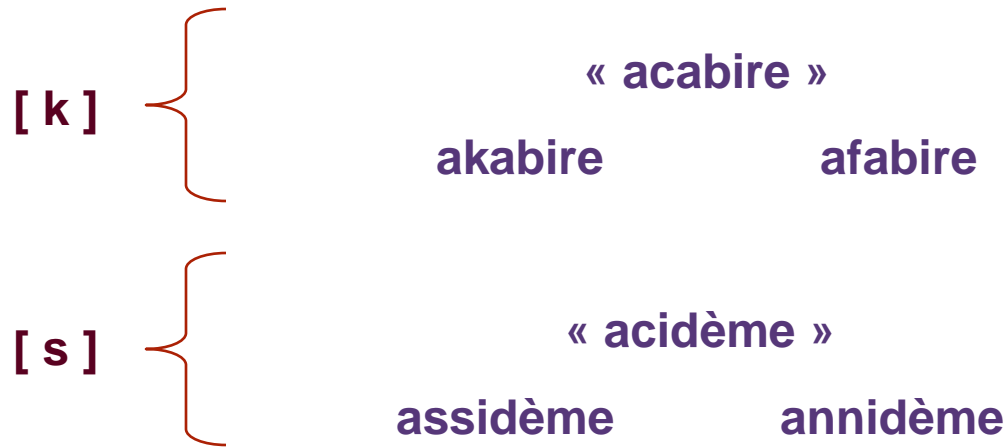 « acabire »
[ k ]
akabire afabire
« acidème »
[ s ]
assidème annidème